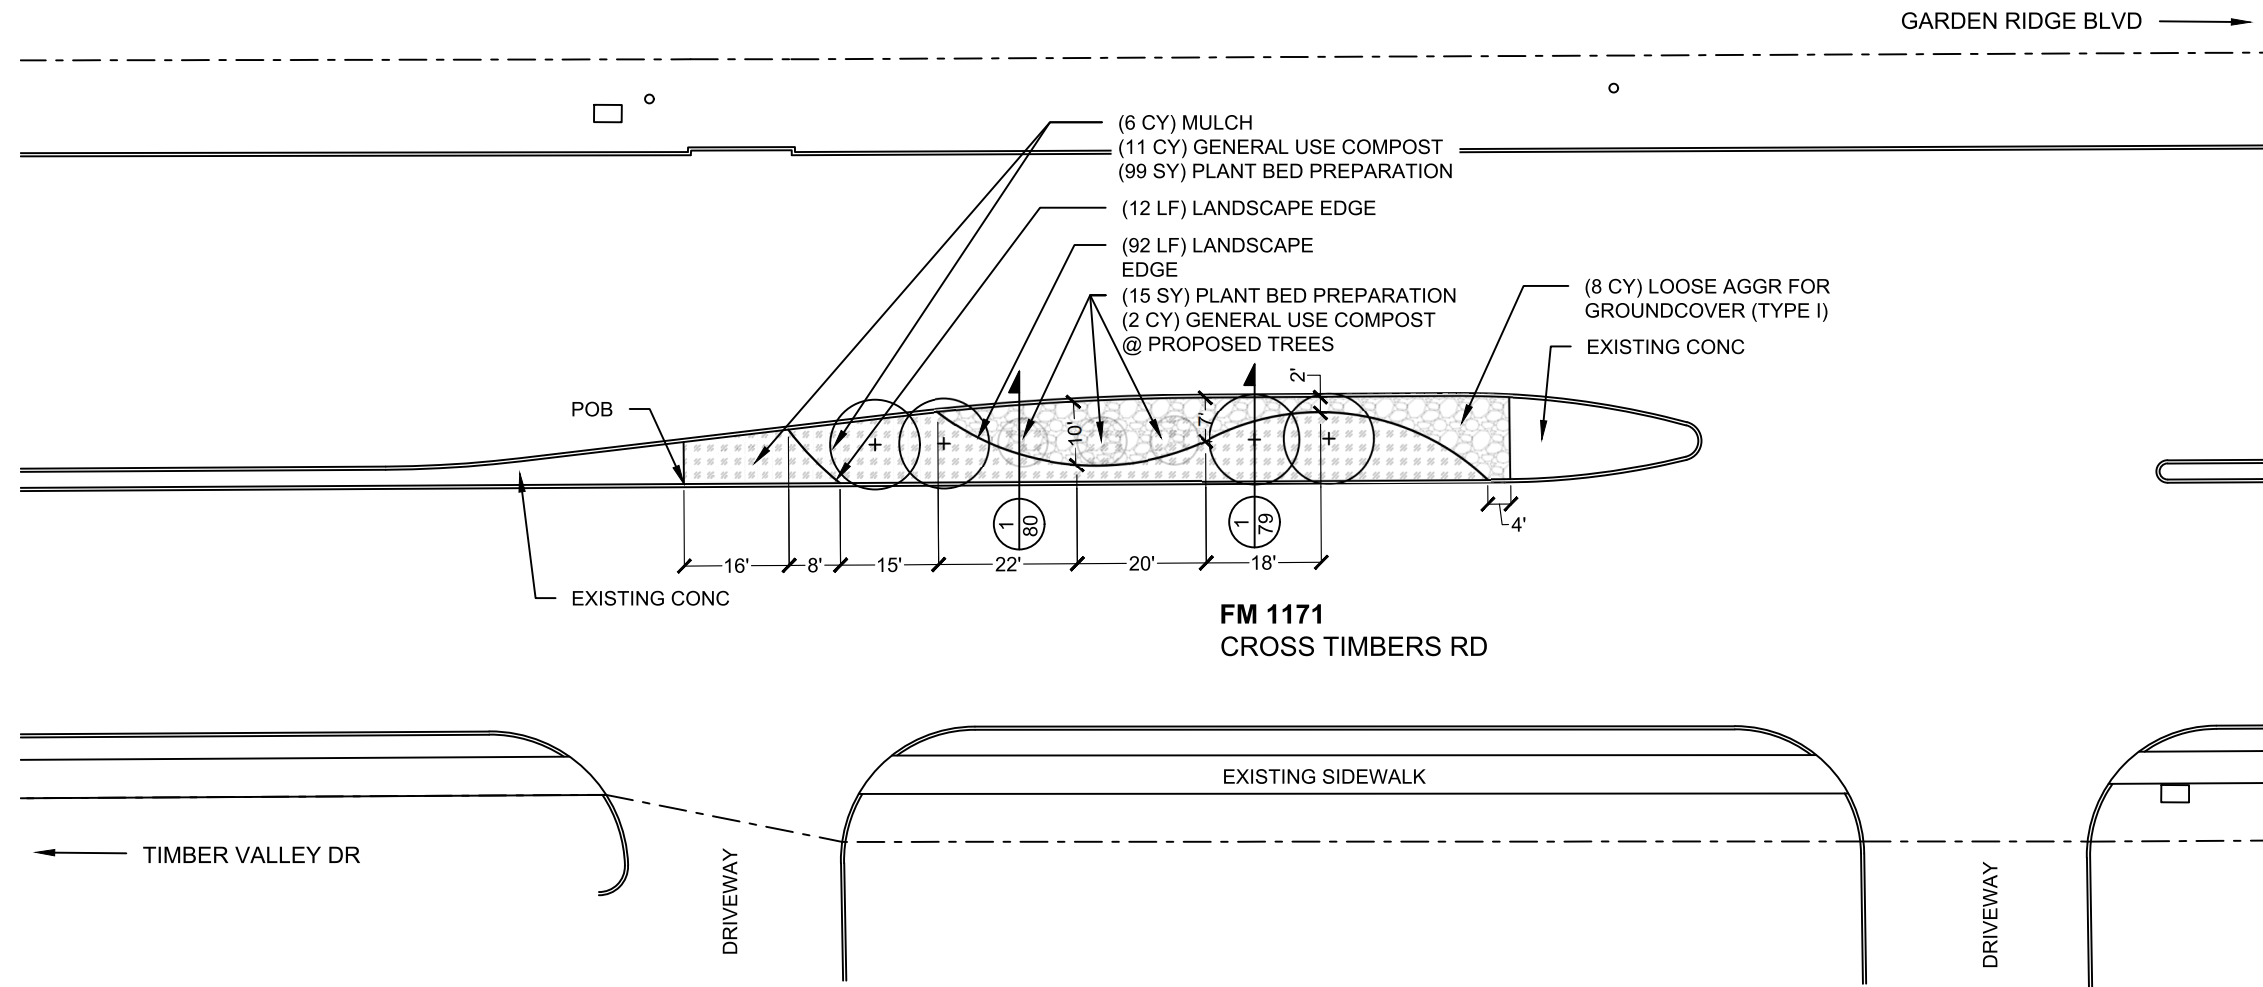 GARDEN RIDGE BLVD
(6 CY) MULCH
(11 CY) GENERAL USE COMPOST
(99 SY) PLANT BED PREPARATION
(12 LF) LANDSCAPE EDGE
(92 LF) LANDSCAPE
EDGE
(15 SY) PLANT BED PREPARATION
(2 CY) GENERAL USE COMPOST
@ PROPOSED TREES
(8 CY) LOOSE AGGR FOR
GROUNDCOVER (TYPE I)
EXISTING CONC
POB
2'
10'
7'
4'
1
80
1
79
16'
8'
15'
22'
20'
18'
EXISTING CONC
FM 1171
CROSS TIMBERS RD
EXISTING SIDEWALK
TIMBER VALLEY DR
DRIVEWAY
DRIVEWAY